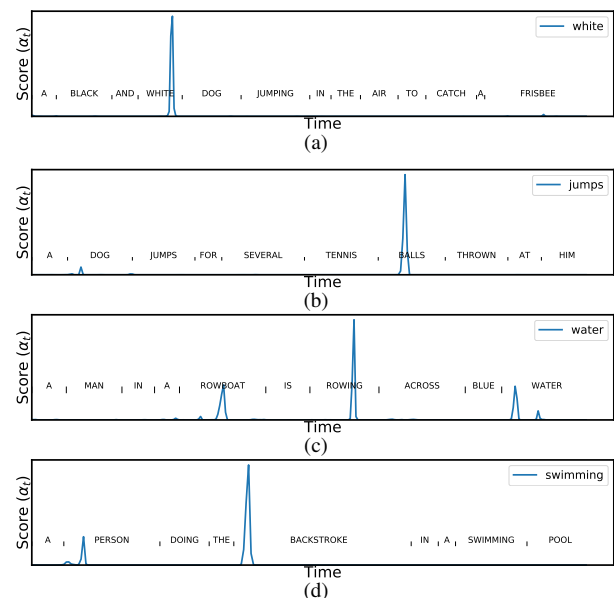 white
Score (αt)
A BLACK AND WHITE DOG JUMPING IN THE AIR TO CATCH A FRISBEE
Time
(a)
jumps
Score (αt)
A DOG JUMPS FOR SEVERAL TENNIS BALLS THROWN AT HIM
(b)
water
Score (αt)
A MAN IN A ROWBOAT IS ROWING ACROSS BLUE WATER
Time
(c)
swimming
Score (αt)
A PERSON DOING THE BACKSTROKE IN A SWIMMING POOL
Time
(d)